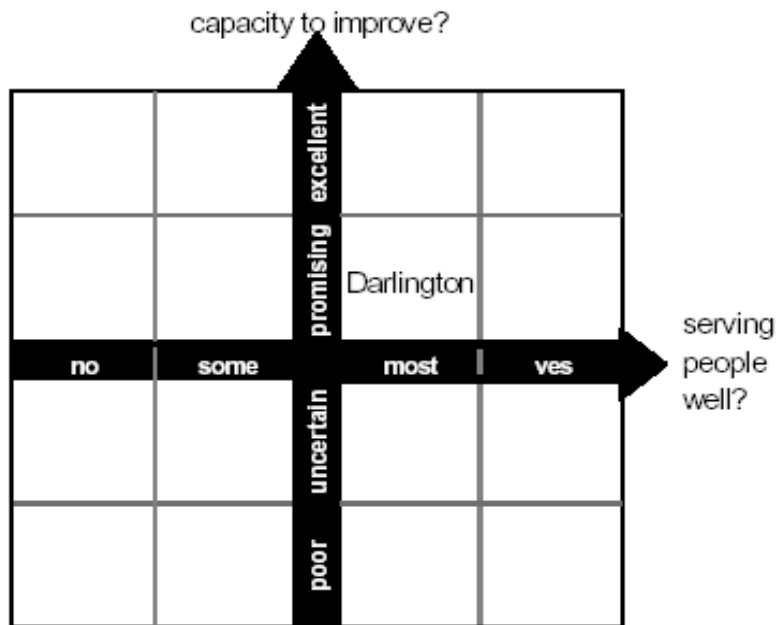 capacity to improve?
excellent
promising
Darlington
serving
people
well?
no some most ves
uncertain
poor